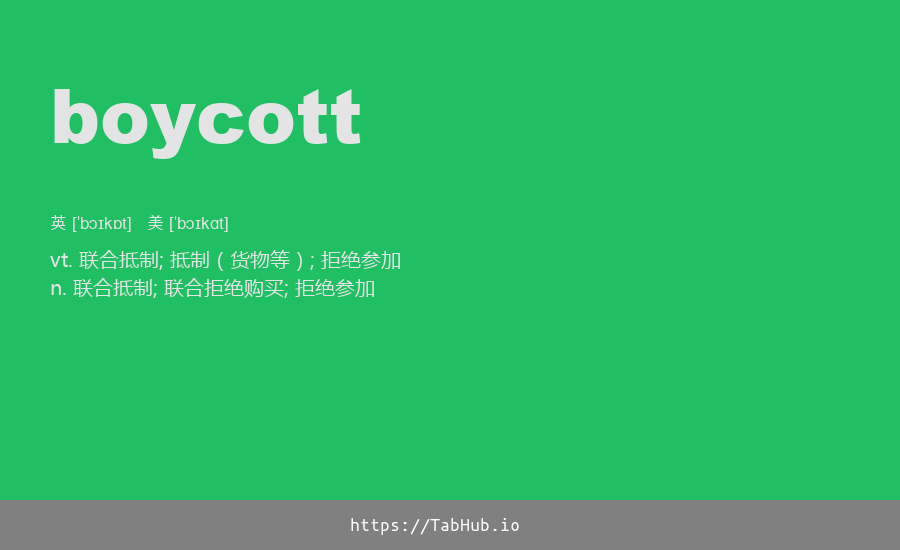 boycott
英 [ˈbɔɪkɒt] 美 [ˈbɔɪkɑt]
vt. 联合抵制; 抵制（货物等）; 拒绝参加
n. 联合抵制; 联合拒绝购买; 拒绝参加
https://TabHub.io